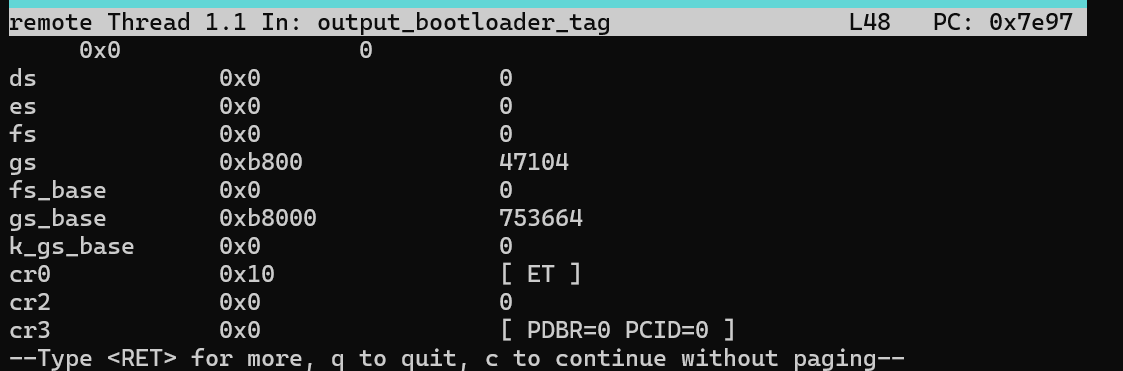 remote Thread 1.1 In: output_bootloader_tag L48 PC: 0x7e97
0x0 0
ds 0x0 0
es 0x0 0
fs 0x0 0
gs 0xb800 47104
fs_base 0x0 0
gs_base 0xb8000 753664
k_gs_base 0x0 0
cr0 0x10 [ ET ]
cr2 0x0 0
cr3 0x0 [ PDBR=0 PCID=0 ]
--Type <RET> for more, q to quit, c to continue without paging--